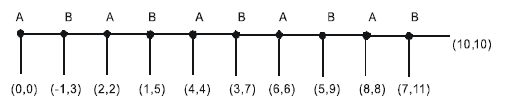 A B A B A B A B A B
(10,10)
(0,0) (-1,3) (2,2) (1,5) (4,4) (3,7) (6,6) (5,9) (8,8) (7,11)